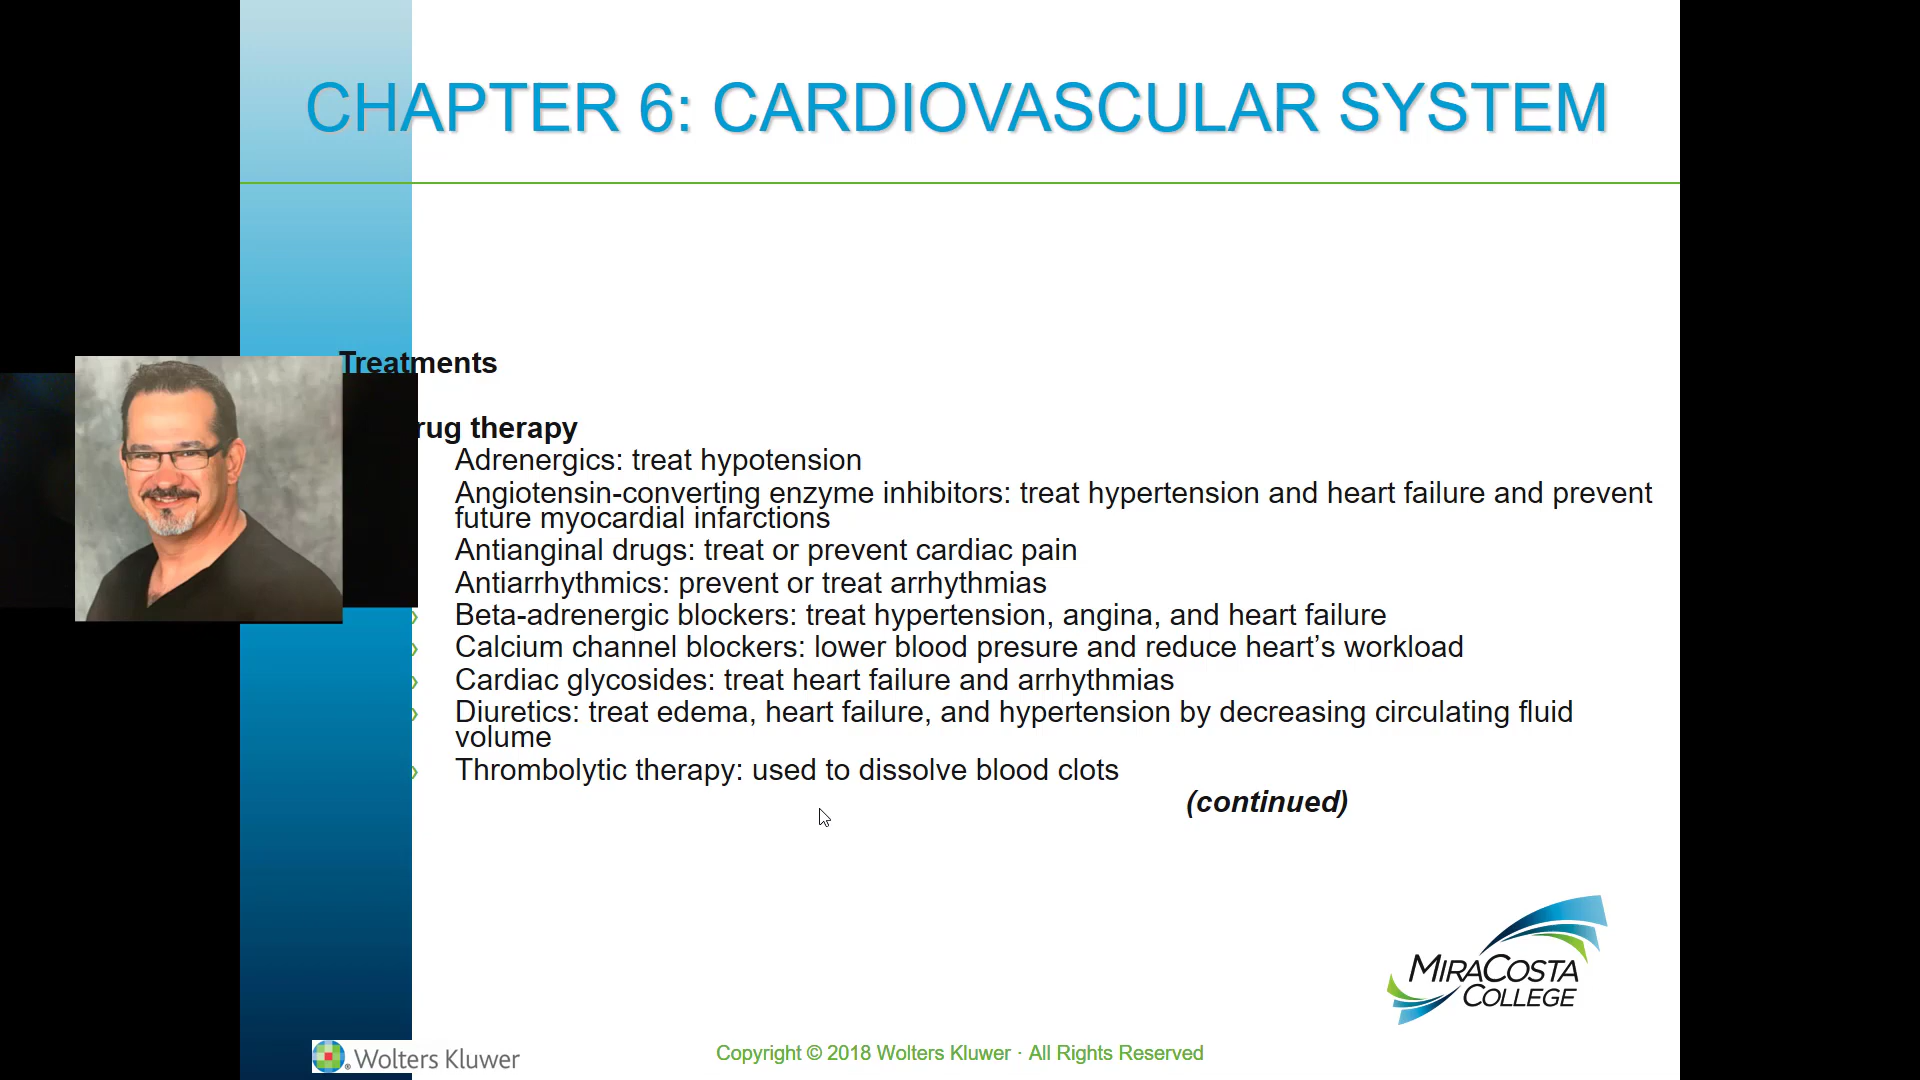 CHAPTER 6: CARDIOVASCULAR SYSTEM
Treatments
rug therapy
Adrenergics: treat hypotension
Angiotensin-converting enzyme inhibitors: treat hypertension and heart failure and prevent
future myocardial infarctions
Antianginal drugs: treat or prevent cardiac pain
Antiarrhythmics: prevent or treat arrhythmias
› Beta-adrenergic blockers: treat hypertension, angina, and heart failure
› Calcium channel blockers: lower blood presure and reduce heart’s workload
› Cardiac glycosides: treat heart failure and arrhythmias
› Diuretics: treat edema, heart failure, and hypertension by decreasing circulating fluid
volume
› Thrombolytic therapy: used to dissolve blood clots
(continued)
MIRACOSTA
COLLEGE
Wolters Kluwer
Copyright © 2018 Wolters Kluwer · All Rights Reserved